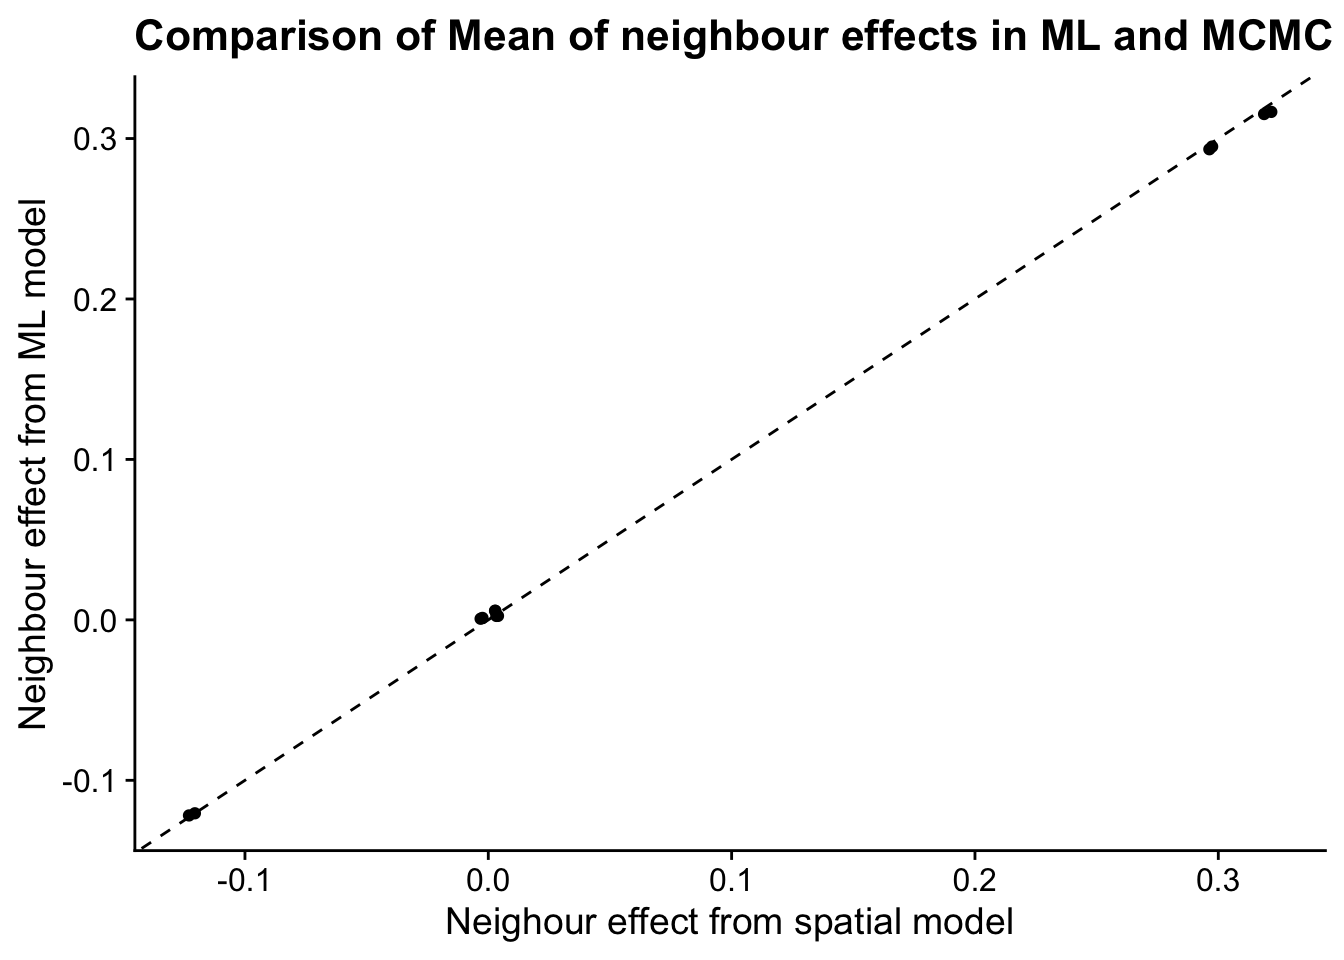 Comparison of Mean of neighbour effects in ML and MCMC
Neighbour effect from ML model
0.3
0.2
0.1
0.0
-0.1
-0.1 0.0 0.1 0.2 0.3
Neighour effect from spatial model